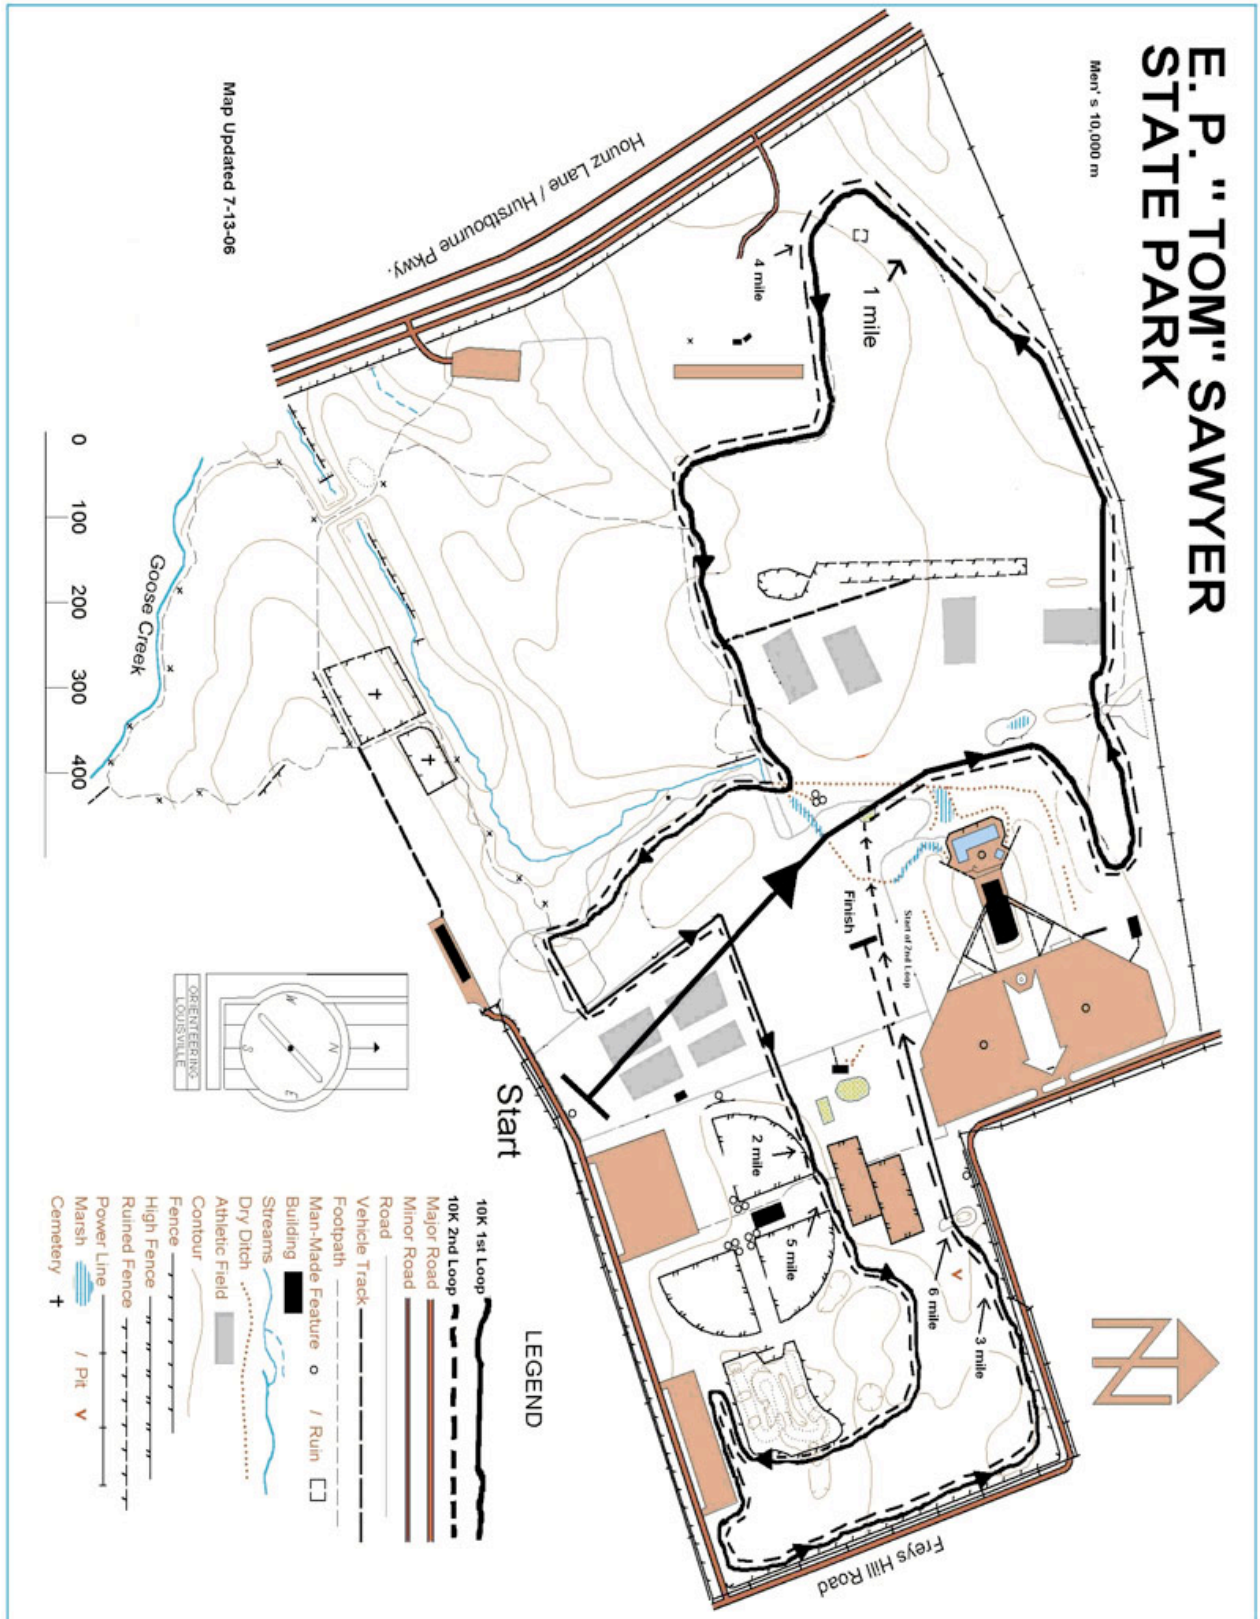 E. P. " TOM" SAWYER
STATE PARK
Men' s 10,000 m
Map Updated 7-13-06
Hounz Lane / Hurstbourne Pkwy.
4 mile
1 mile
Goose Creek
0 100 200 300 400
Finish
Start of 2nd Loop
Start
2 mile
5 mile
6 mile
3 mile
V
Freys Hill Road
N
ORIENTEERING
LOUISVILLE
N
E
S
W
LEGEND
10K 1st Loop
10K 2nd Loop
Major Road
Minor Road
Road
Vehicle Track
Footpath
Man-Made Feature o / Ruin
Building
Streams
Dry Ditch
Athletic Field
Contour
Fence
High Fence
Ruined Fence
Power Line
Marsh / Pit V
Cemetery